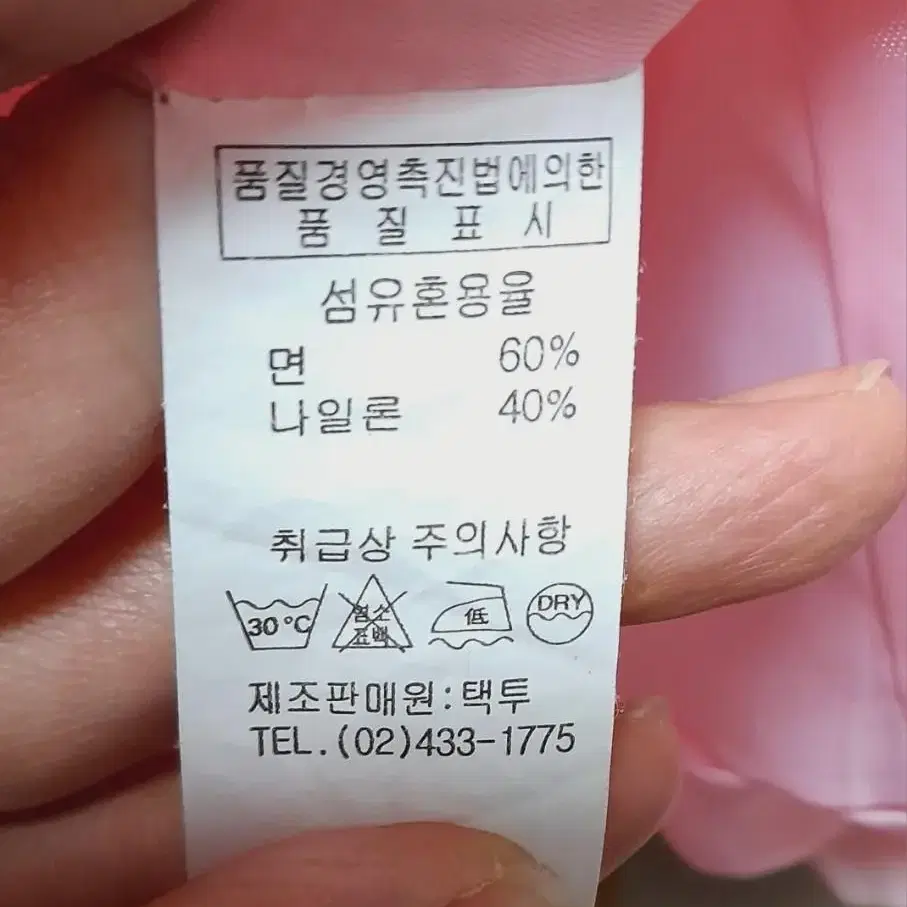 품질경영촉진법에의한
품 질 표 시
섬유혼용율
면 60%
나일론 40%
취급상 주의사항
30℃ 염소 표백 低 DRY
제조판매원:택투
TEL.(02)433-1775